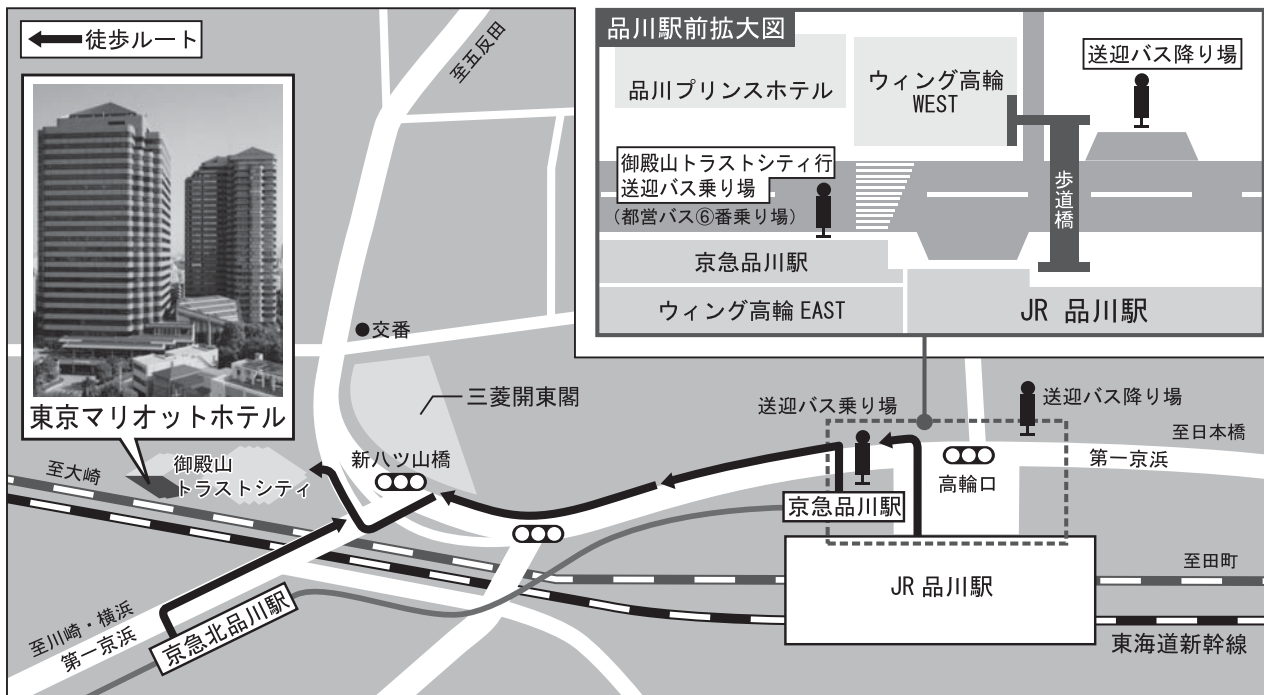 徒歩ルート
東京マリオットホテル
至五反田
交番
三菱開東閣
御殿山
トラストシティ
新八ツ山橋
至大崎
至川崎・横浜
第一京浜
京急北品川駅
品川駅前拡大図
品川プリンスホテル
ウィング高輪
WEST
送迎バス降り場
御殿山トラストシティ行
送迎バス乗り場
(都営バス⑥番乗り場)
歩道橋
京急品川駅
ウィング高輪 EAST
JR 品川駅
送迎バス乗り場
送迎バス降り場
至日本橋
第一京浜
高輪口
京急品川駅
JR 品川駅
至田町
東海道新幹線